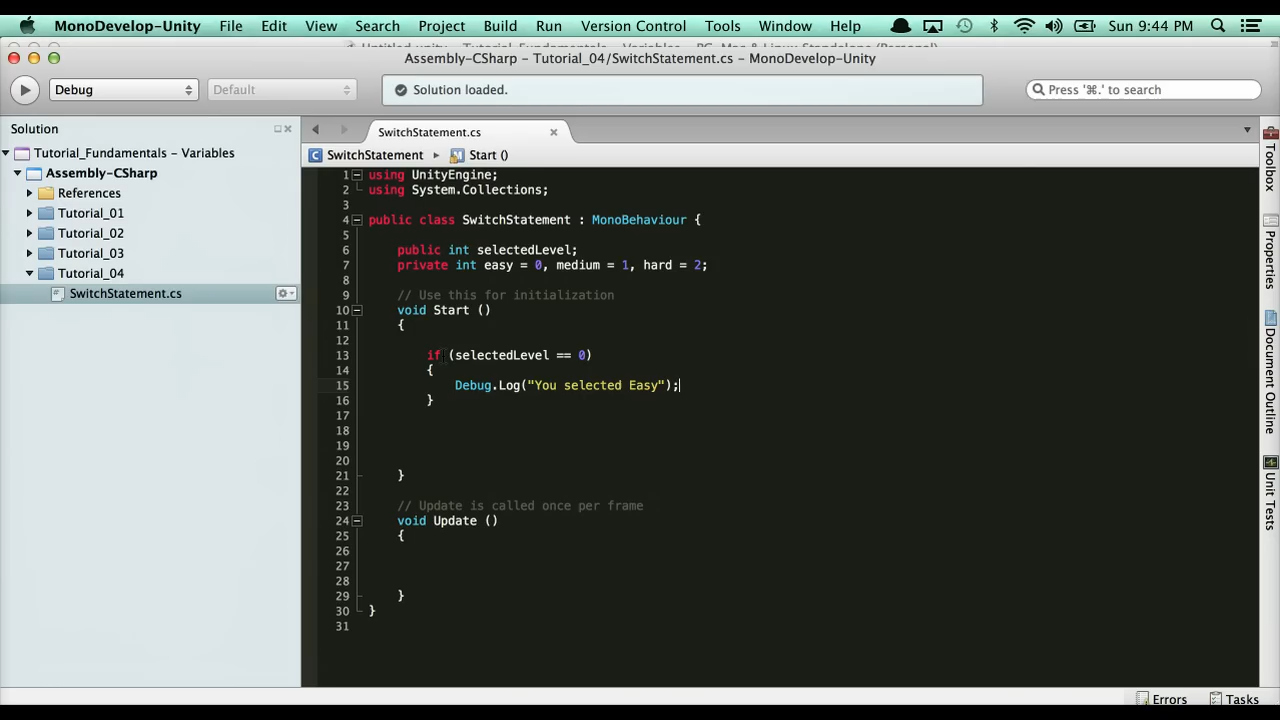 MonoDevelop-Unity File Edit View Search Project Build Run Version Control Tools Window Help Sun 9:44 PM
Assembly-CSharp - Tutorial_04/SwitchStatement.cs - MonoDevelop-Unity
Debug Default Solution loaded. Press '⌘.' to search
Solution
Tutorial_Fundamentals - Variables
Assembly-CSharp
References
Tutorial_01
Tutorial_02
Tutorial_03
Tutorial_04
SwitchStatement.cs
SwitchStatement.cs
SwitchStatement Start ()
1 using UnityEngine;
2 using System.Collections;
3
4 public class SwitchStatement : MonoBehaviour {
5
6 public int selectedLevel;
7 private int easy = 0, medium = 1, hard = 2;
8
9 // Use this for initialization
10 void Start ()
11 {
12
13 if (selectedLevel == 0)
14 {
15 Debug.Log("You selected Easy");
16 }
17
18
19
20
21 }
22
23 // Update is called once per frame
24 void Update ()
25 {
26
27
28
29 }
30 }
31
Toolbox
Properties
Document Outline
Unit Tests
Errors Tasks